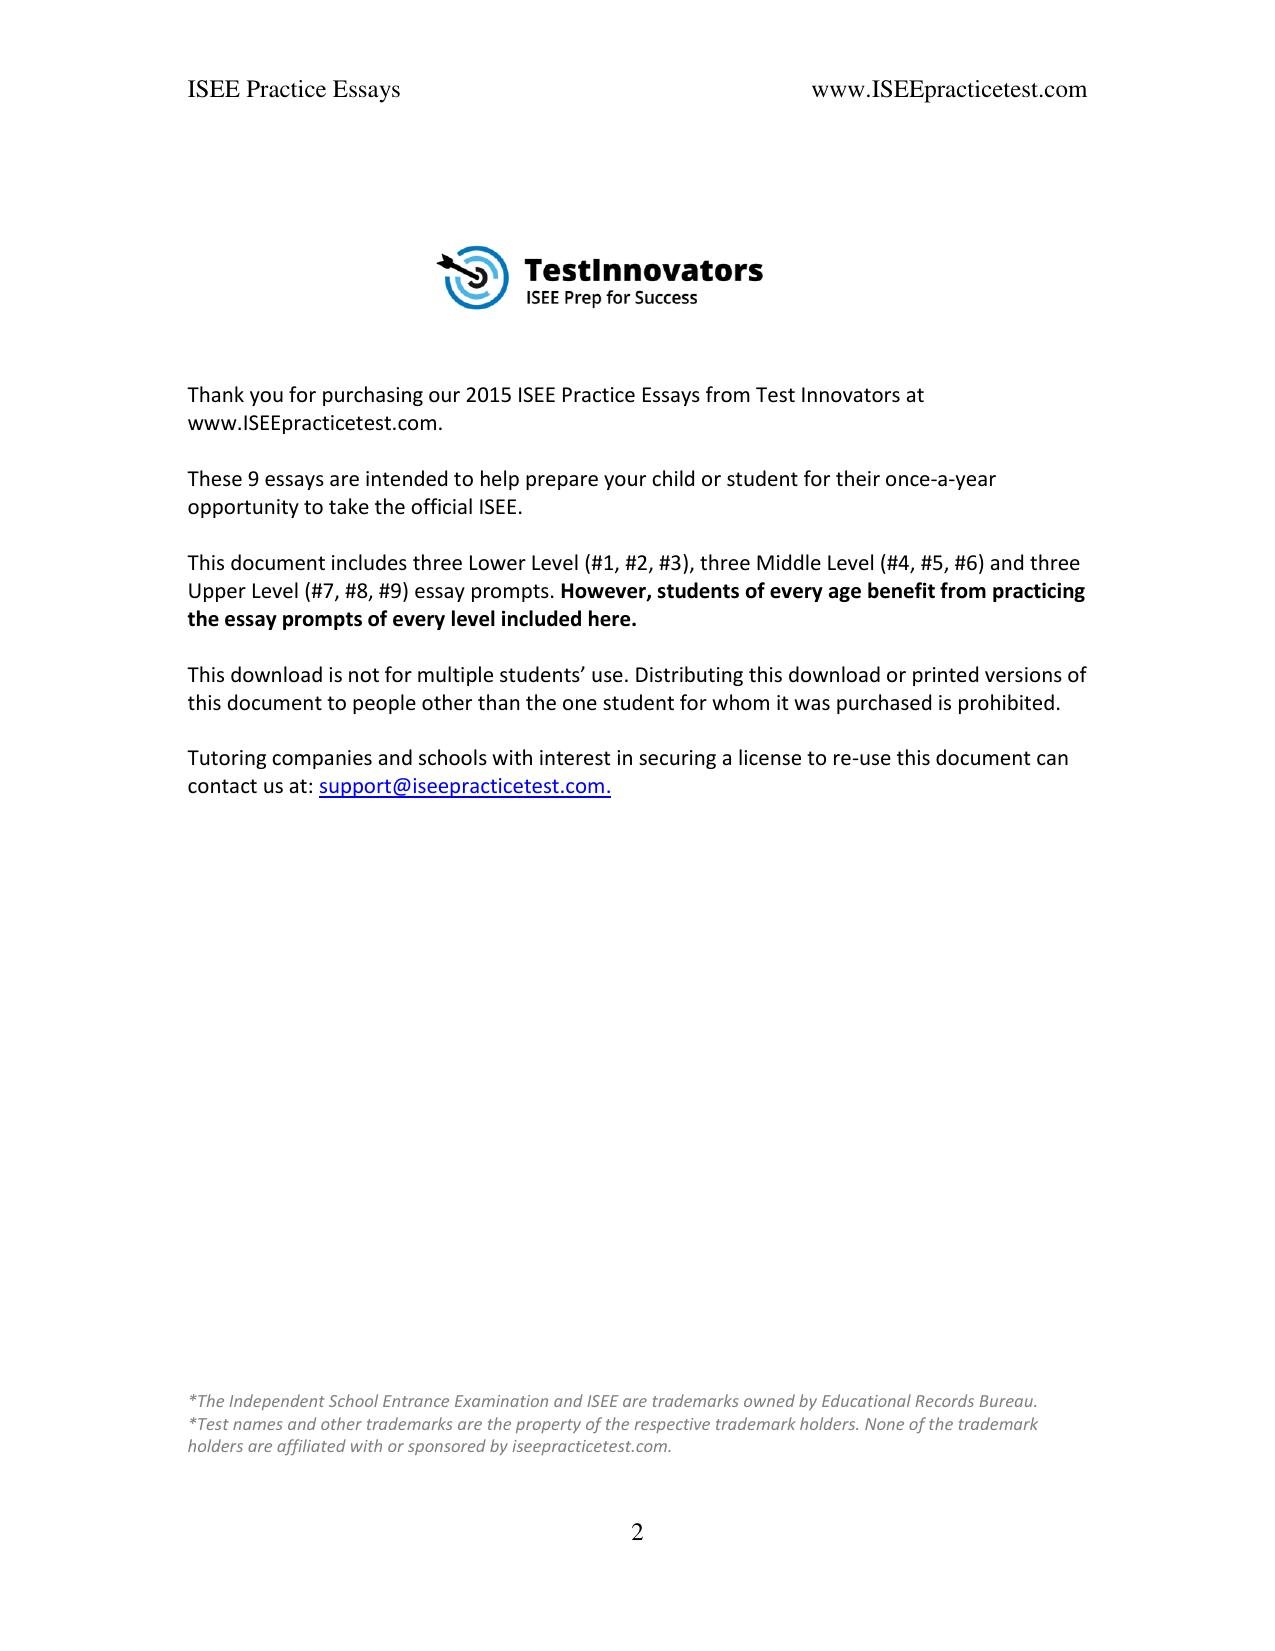 ISEE Practice Essays www.ISEEpracticetest.com
TestInnovators
ISEE Prep for Success
Thank you for purchasing our 2015 ISEE Practice Essays from Test Innovators at
www.ISEEpracticetest.com.
These 9 essays are intended to help prepare your child or student for their once-a-year
opportunity to take the official ISEE.
This document includes three Lower Level (#1, #2, #3), three Middle Level (#4, #5, #6) and three
Upper Level (#7, #8, #9) essay prompts. However, students of every age benefit from practicing
the essay prompts of every level included here.
This download is not for multiple students’ use. Distributing this download or printed versions of
this document to people other than the one student for whom it was purchased is prohibited.
Tutoring companies and schools with interest in securing a license to re-use this document can
contact us at: support@iseepracticetest.com.
*The Independent School Entrance Examination and ISEE are trademarks owned by Educational Records Bureau.
*Test names and other trademarks are the property of the respective trademark holders. None of the trademark
holders are affiliated with or sponsored by iseepracticetest.com.
2